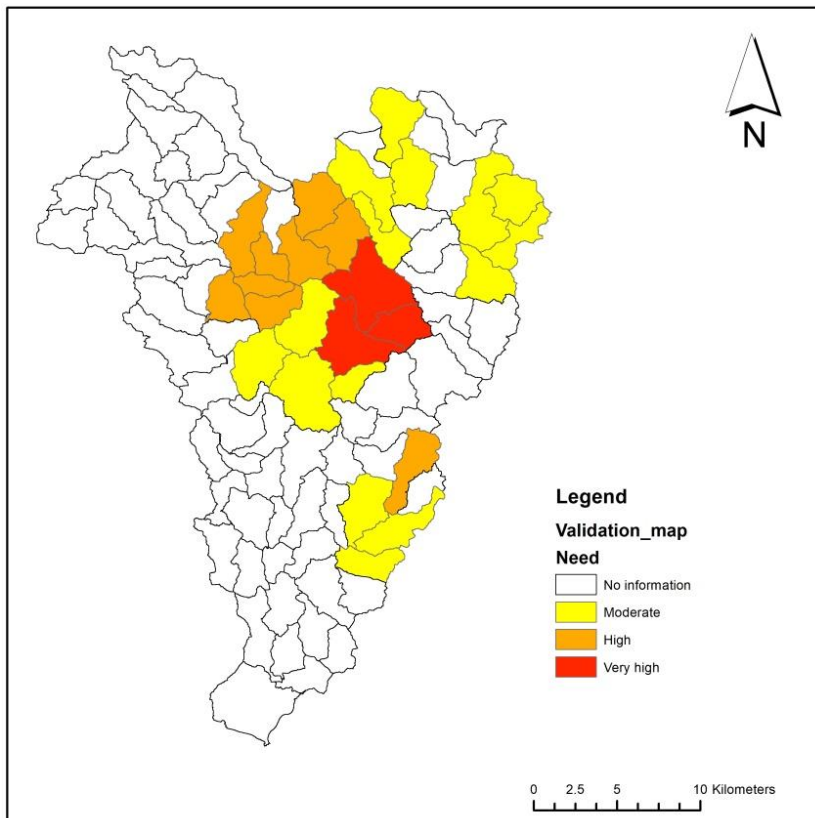 N
Legend
Validation_map
Need
No information
Moderate
High
Very high
0 2.5 5 10 Kilometers